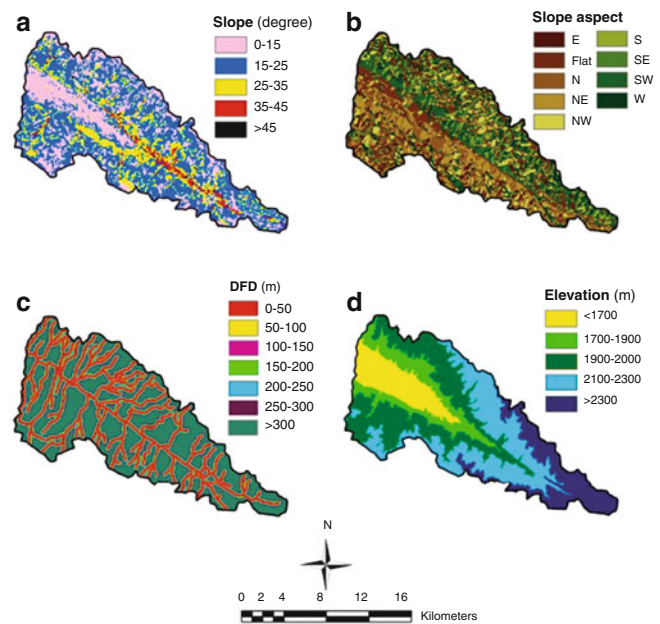 a
Slope (degree)
0-15
15-25
25-35
35-45
>45
b
Slope aspect
E
Flat
N
NE
NW
S
SE
SW
W
c
DFD (m)
0-50
50-100
100-150
150-200
200-250
250-300
>300
d
Elevation (m)
<1700
1700-1900
1900-2000
2100-2300
>2300
N
0 2 4 8 12 16
Kilometers